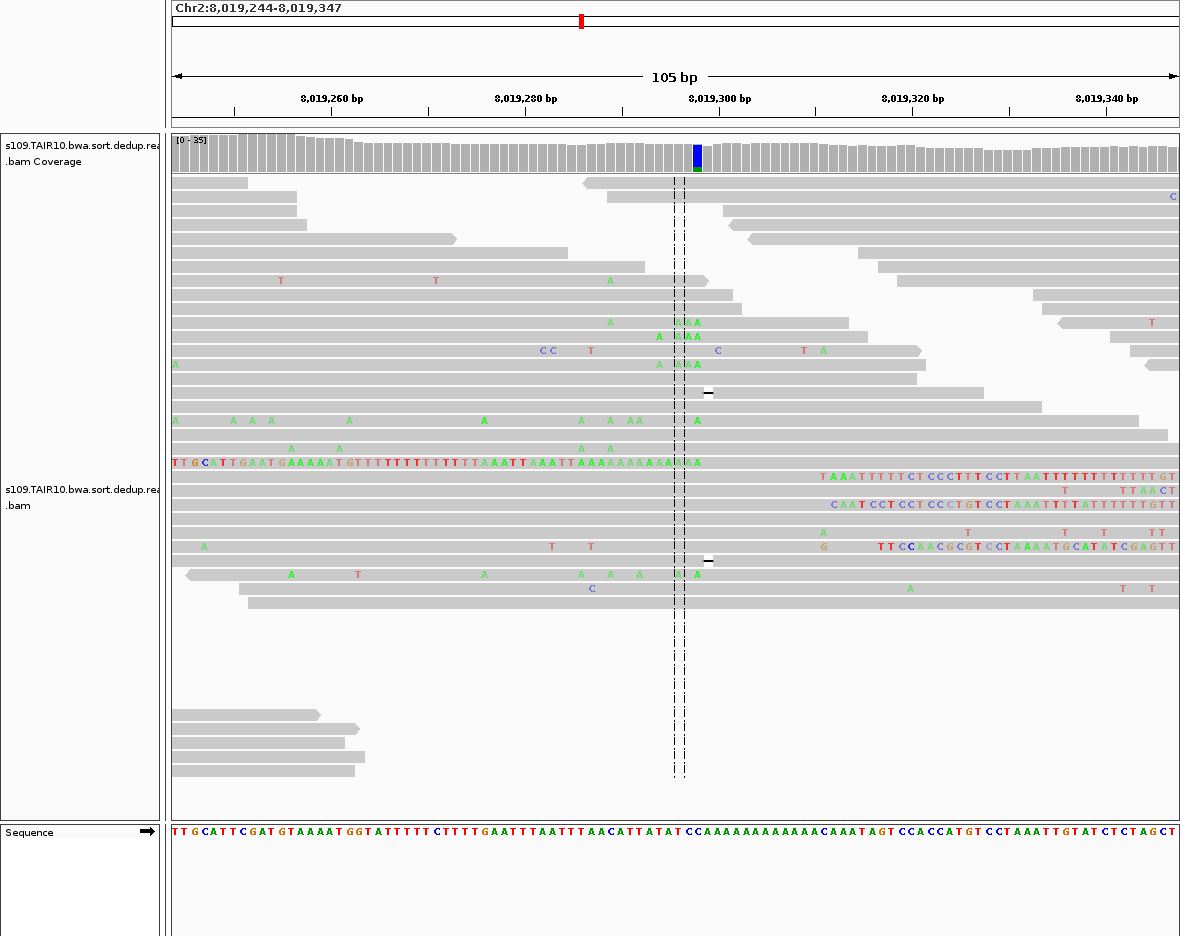 Chr2:8,019,244-8,019,347
105 bp
8,019,260 bp 8,019,280 bp 8,019,300 bp 8,019,320 bp 8,019,340 bp
s109.TAIR10.bwa.sort.dedup.rea
.bam Coverage
[0 - 35]
C
T T A
A A A A T
A A A A
C C T C T A
A A A A A
A A A A A A A A A A A
A A A A
TTGCATTGAATGAAAAATGTTTTTTTTTTTTTAAATTAAATTAAAAAAAAAAAAA
TAAATTTTTCTCCCTTTCCTTAATTTTTTTTTTTTGT
s109.TAIR10.bwa.sort.dedup.rea
.bam
T TTAACT
CAATCCTCCTCCCTGTCCTAAATTTTATTTTTTGTT
A T T T TT
A T T G TTCCAACGCGTCCTAAAATGCATATCGAGTT
A T A A A A A A
C A T T
Sequence
TTGCATTCGATGTAAAATGGTATTTTTCTTTTGAATTTAATTTAACATTATATCCAAAAAAAAAAAACAAATAGTCCACCATGTCCTAAATTGTATCTCTAGCT